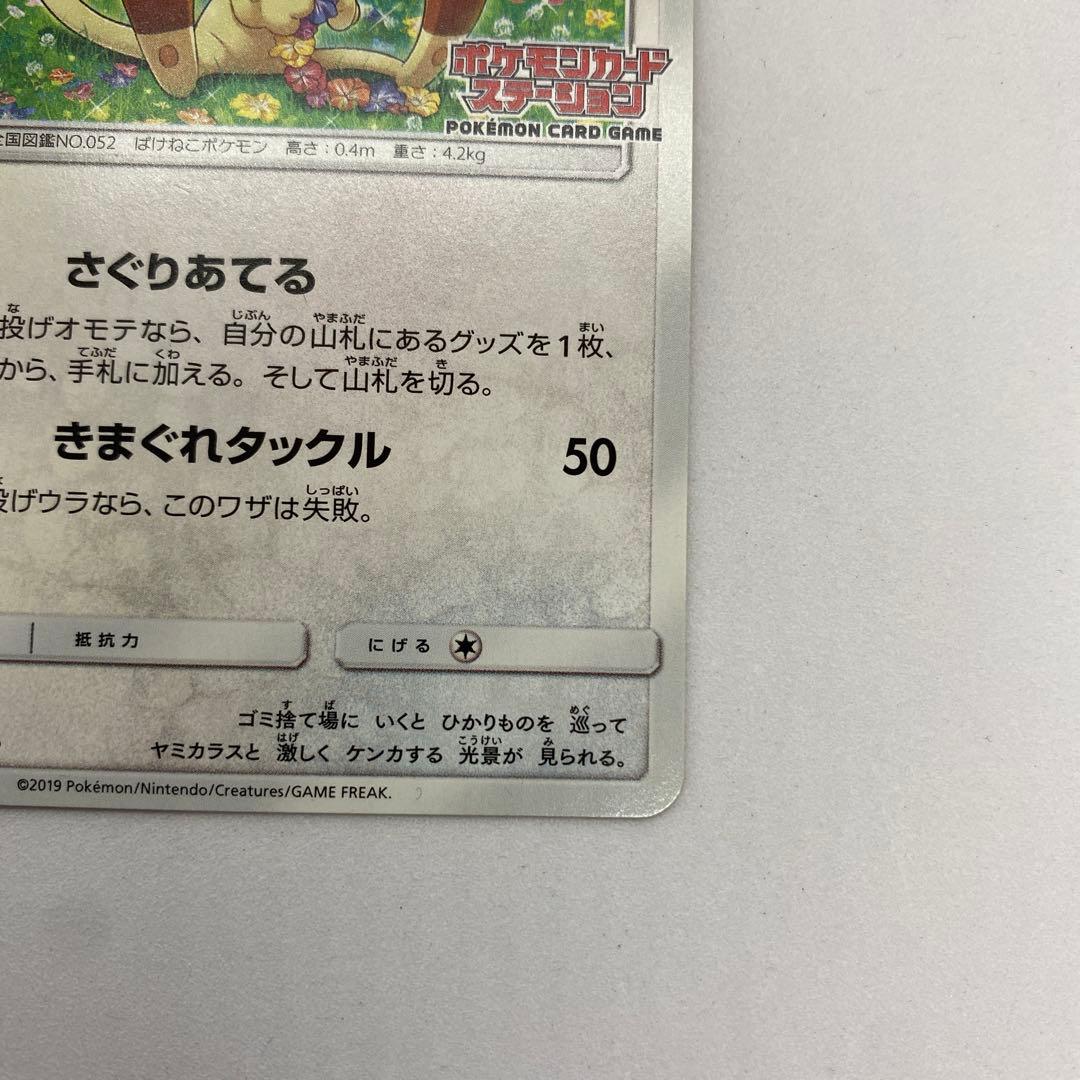 ポケモンカード
ステーション
POKÉMON CARD GAME
全国図鑑NO.052 ばけねこポケモン 高さ:0.4m 重さ:4.2kg
さぐりあてる
投げオモテなら、自分の山札にあるグッズを1枚、
から、手札に加える。そして山札を切る。
きまぐれタックル 50
投げウラなら、このワザは失敗。
抵抗力 にげる
ゴミ捨て場に いくと ひかりものを 巡って
ヤミカラスと 激しく ケンカする 光景が 見られる。
©2019 Pokémon/Nintendo/Creatures/GAME FREAK.